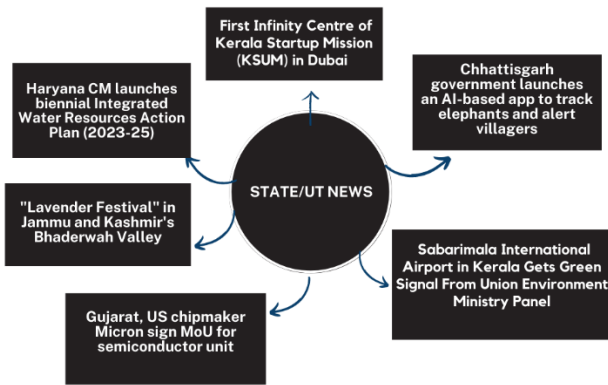 First Infinity Centre of
Kerala Startup Mission
(KSUM) in Dubai
Haryana CM launches
biennial Integrated
Water Resources Action
Plan (2023-25)
Chhattisgarh
government launches
an AI-based app to track
elephants and alert
villagers
STATE/UT NEWS
"Lavender Festival" in
Jammu and Kashmir's
Bhaderwah Valley
Sabarimala International
Airport in Kerala Gets Green
Signal From Union Environment
Ministry Panel
Gujarat, US chipmaker
Micron sign MoU for
semiconductor unit